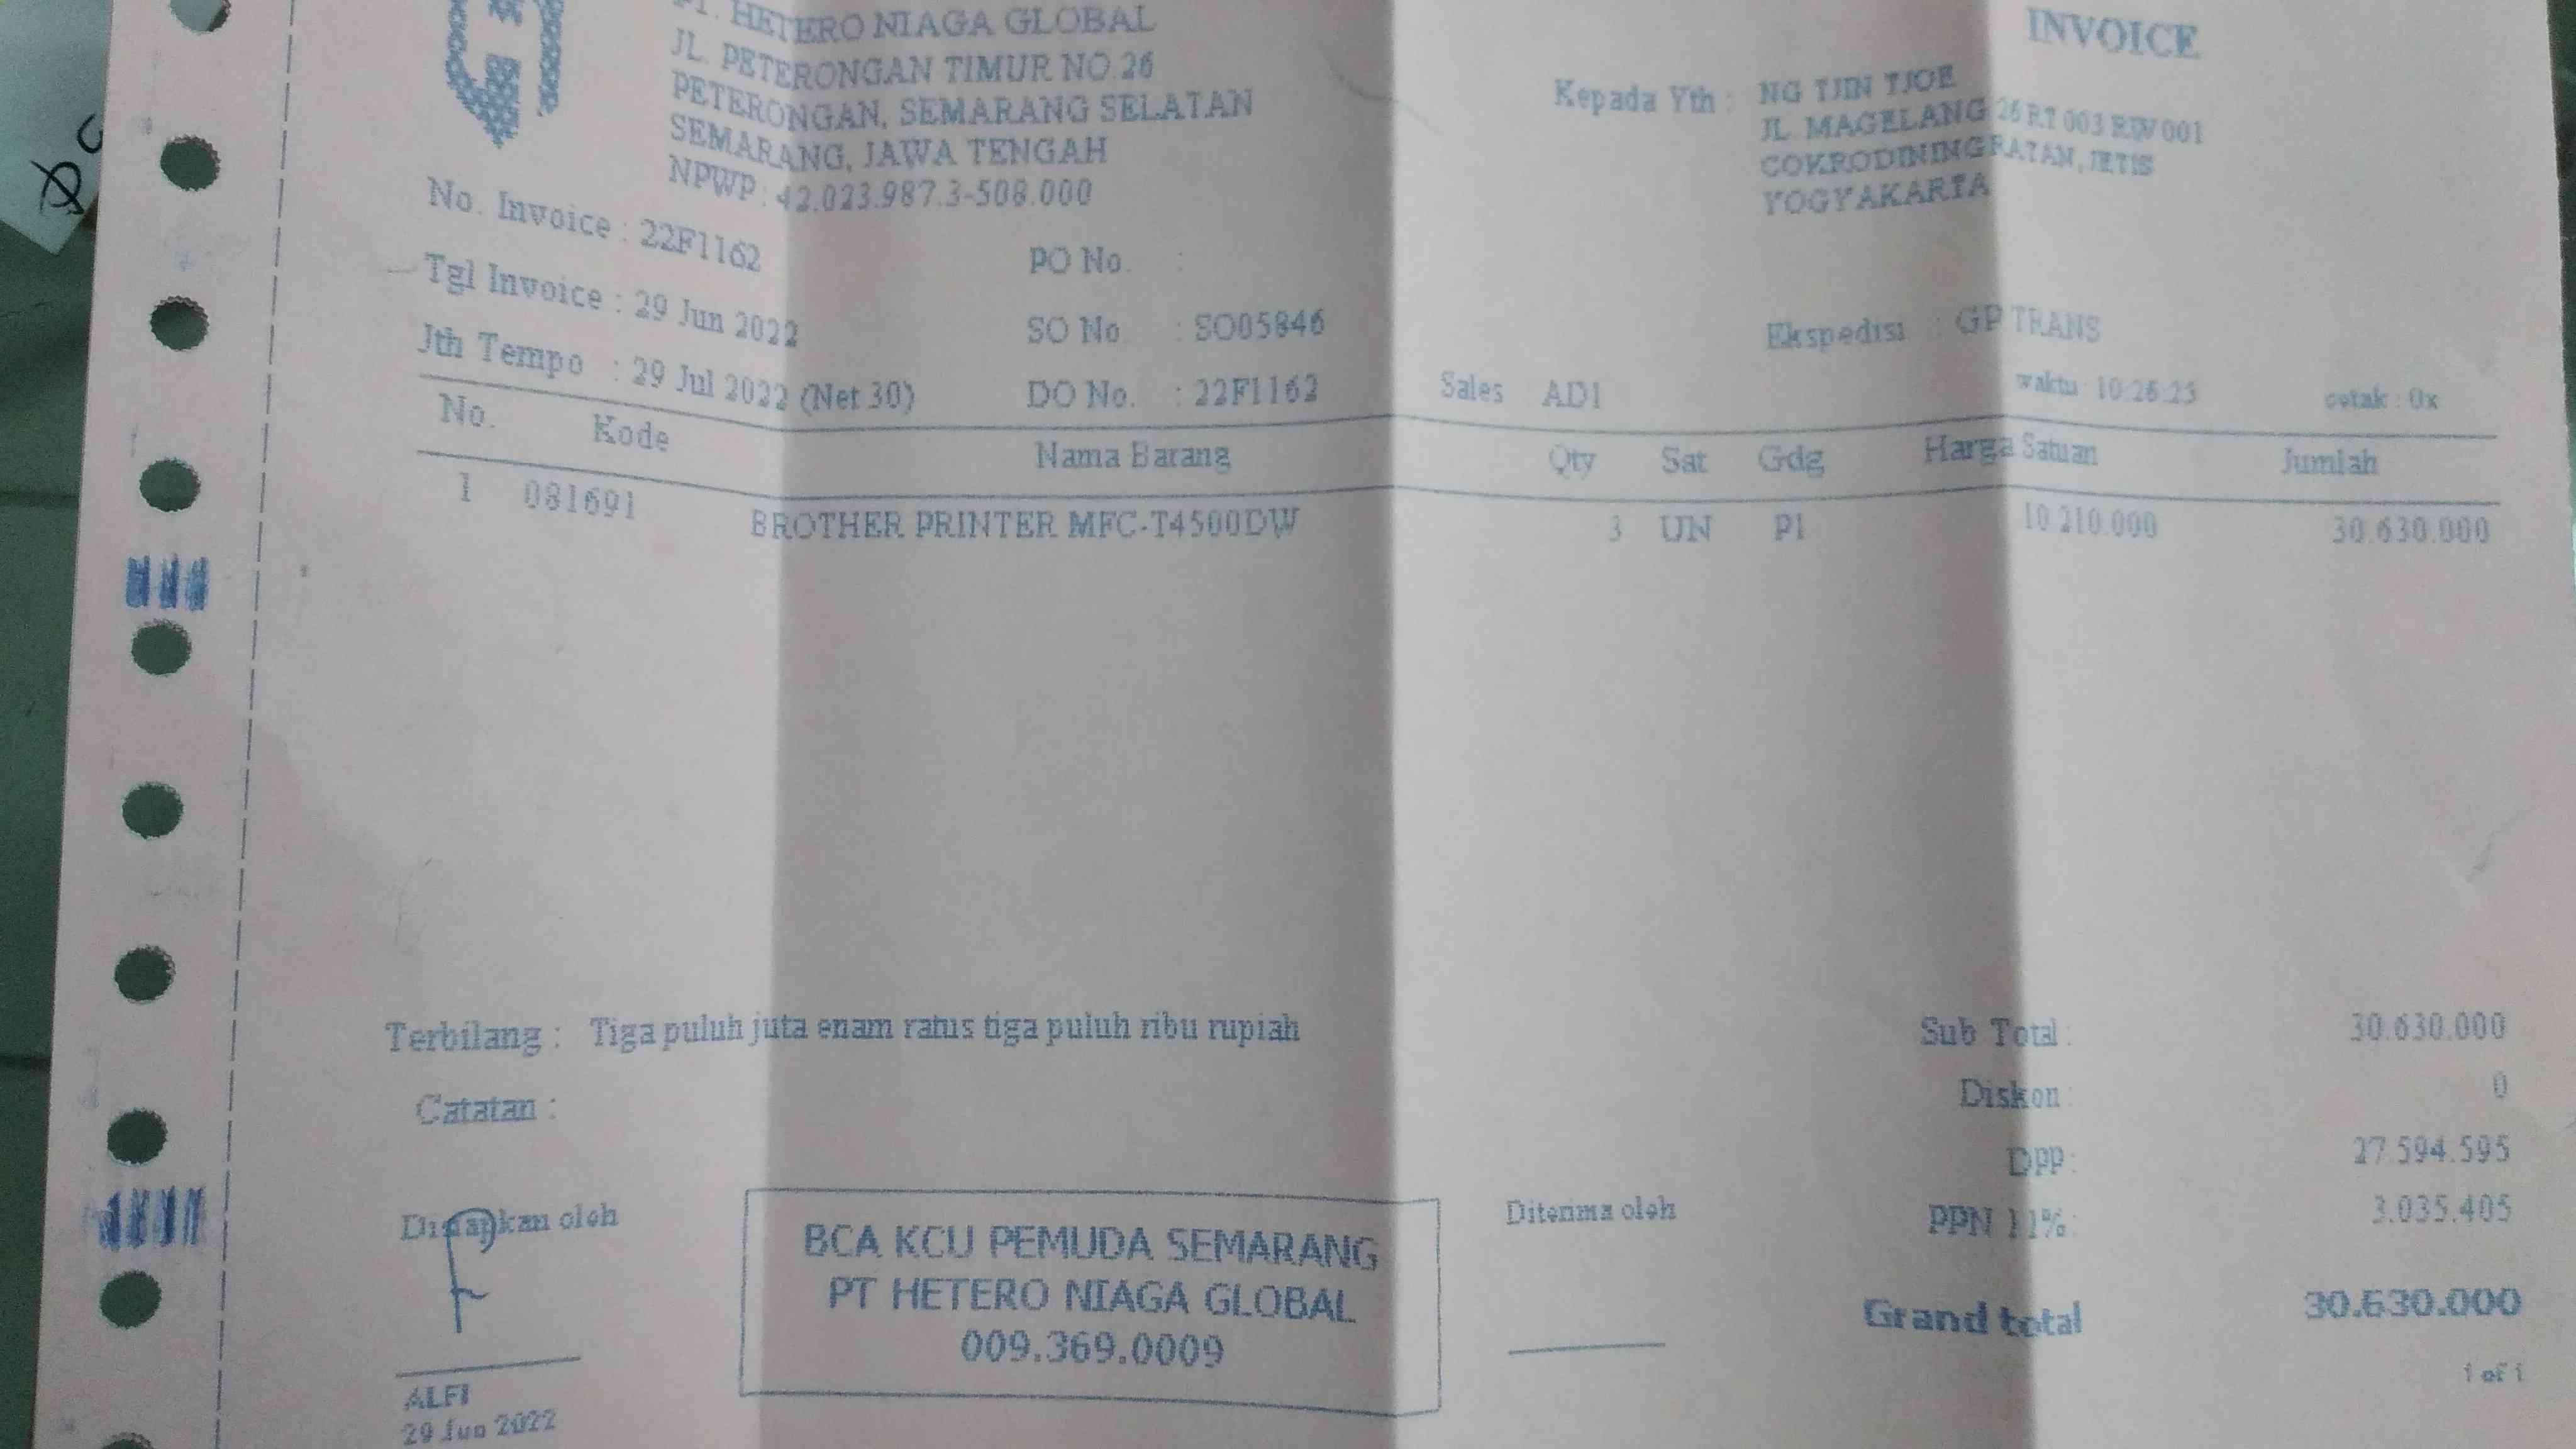 PT. HETERO NIAGA GLOBAL
JL. PETERONGAN TIMUR NO.26
PETERONGAN, SEMARANG SELATAN
SEMARANG, JAWA TENGAH
NPWP : 42.023.987.3-508.000
INVOICE
Kepada Yth : NG TJIN TJOE
JL. MAGELANG 26 RT 003 RW 001
COKRODININGRATAN, JETIS
YOGYAKARTA
No. Invoice : 22F1162
Tgl Invoice : 29 Jun 2022
Jth Tempo : 29 Jul 2022 (Net 30)
PO No. :
SO No. : SO05846
DO No. : 22F1162
Sales ADI
Ekspedisi : GP TRANS
waktu : 10:26:25 cetak : 0x
No. Kode Nama Barang Qty Sat Gdg Harga Satuan Jumlah
1 081691 BROTHER PRINTER MFC-T4500DW 3 UN P1 10.210.000 30.630.000
Terbilang : Tiga puluh juta enam ratus tiga puluh ribu rupiah
Catatan :
Sub Total : 30.630.000
Diskon : 0
DPP : 27.594.595
PPN 11% : 3.035.405
Grand total 30.630.000
Disiapkan oleh
ALFI
29 Jun 2022
BCA KCU PEMUDA SEMARANG
PT HETERO NIAGA GLOBAL
009.369.0009
Diterima oleh
1 of 1